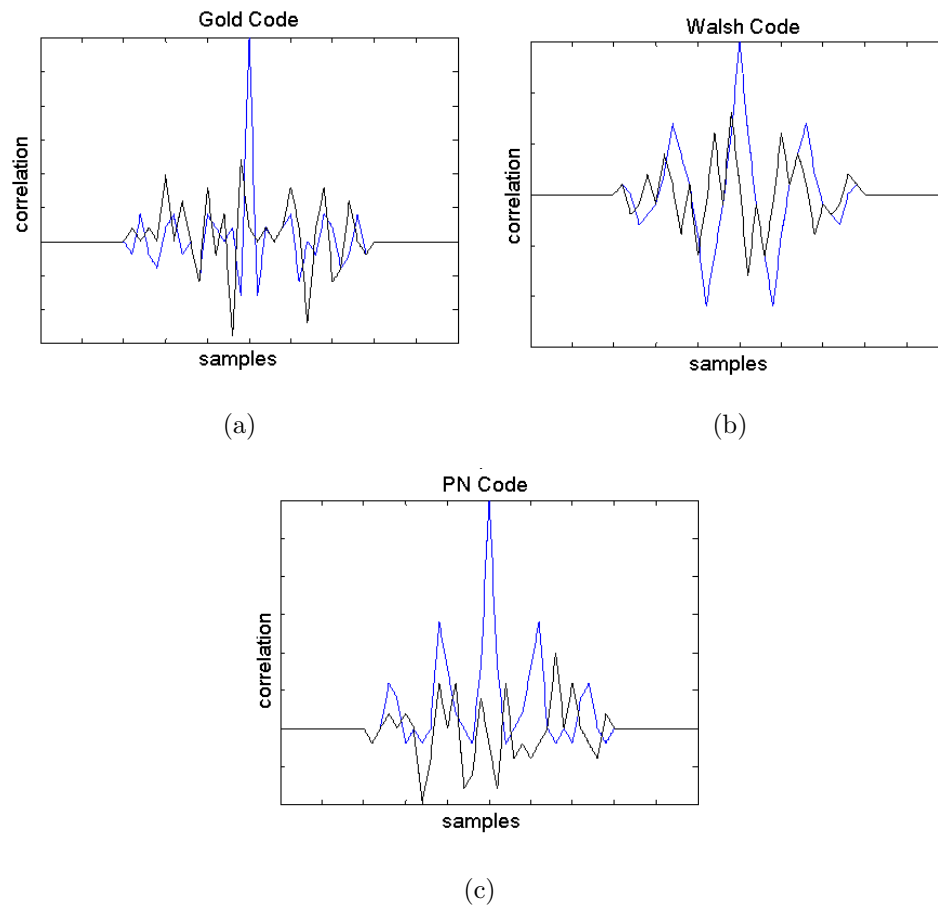 Gold Code
correlation
samples
(a)
Walsh Code
correlation
samples
(b)
PN Code
correlation
samples
(c)